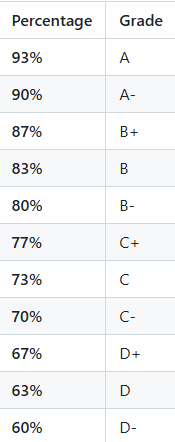 Percentage Grade
93% A
90% A-
87% B+
83% B
80% B-
77% C+
73% C
70% C-
67% D+
63% D
60% D-